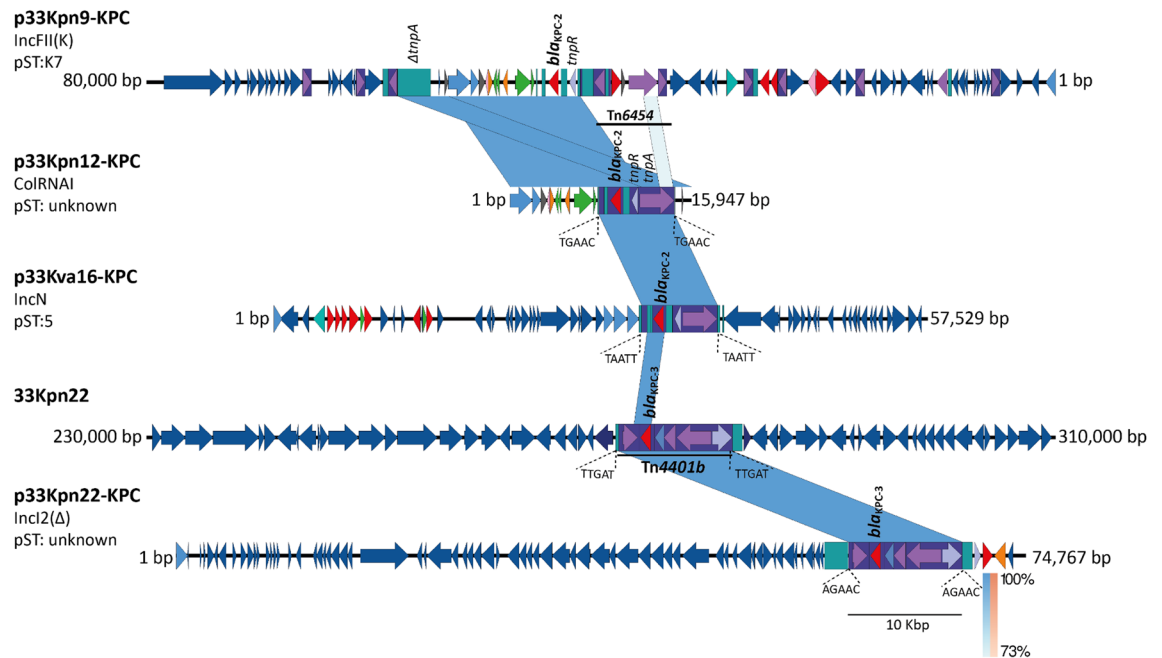 p33Kpn9-KPC
IncFII(K)
pST:K7
80,000 bp
ΔtnpA
blaKPC-2
tnpR
1 bp
Tn6454
p33Kpn12-KPC
ColRNAI
pST: unknown
1 bp
blaKPC-2
tnpR
tnpA
15,947 bp
TGAAC
TGAAC
p33Kva16-KPC
IncN
pST:5
1 bp
blaKPC-2
57,529 bp
TAATT
TAATT
33Kpn22
230,000 bp
blaKPC-3
310,000 bp
TTGAT
Tn4401b
TTGAT
p33Kpn22-KPC
IncI2(Δ)
pST: unknown
1 bp
blaKPC-3
74,767 bp
AGAAC
AGAAC
10 Kbp
100%
73%